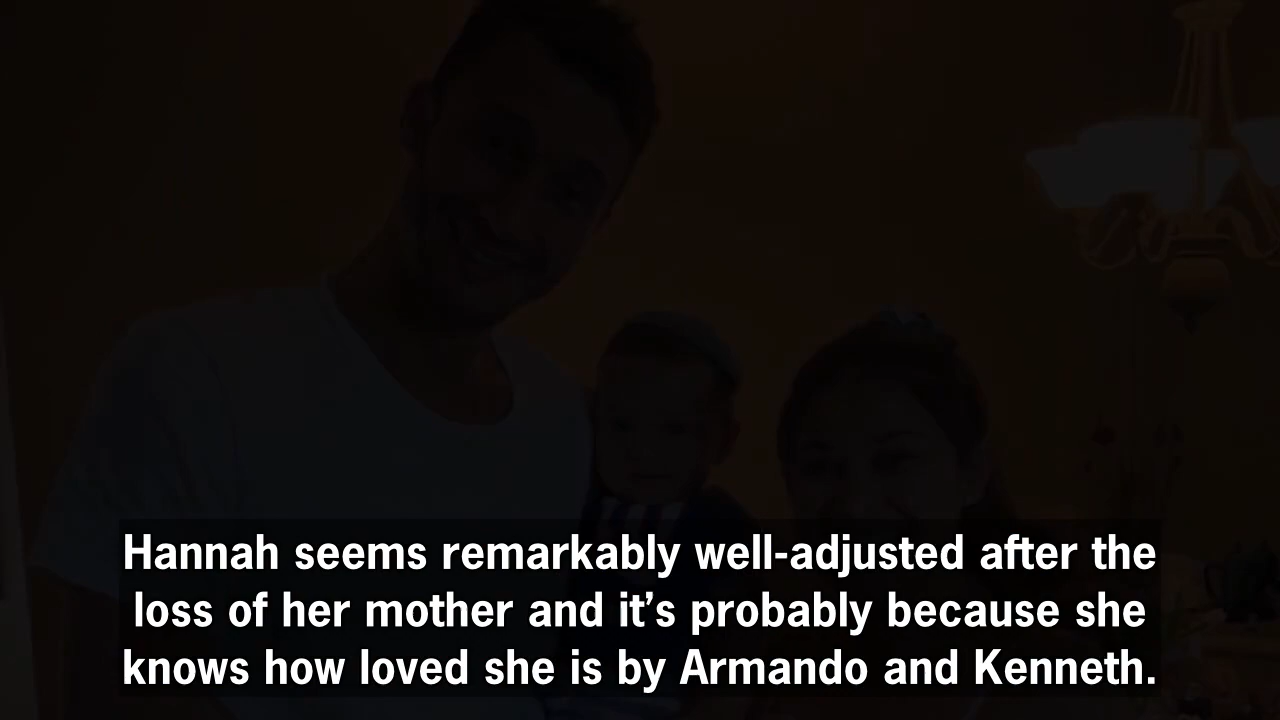 Hannah seems remarkably well-adjusted after the
loss of her mother and it’s probably because she
knows how loved she is by Armando and Kenneth.